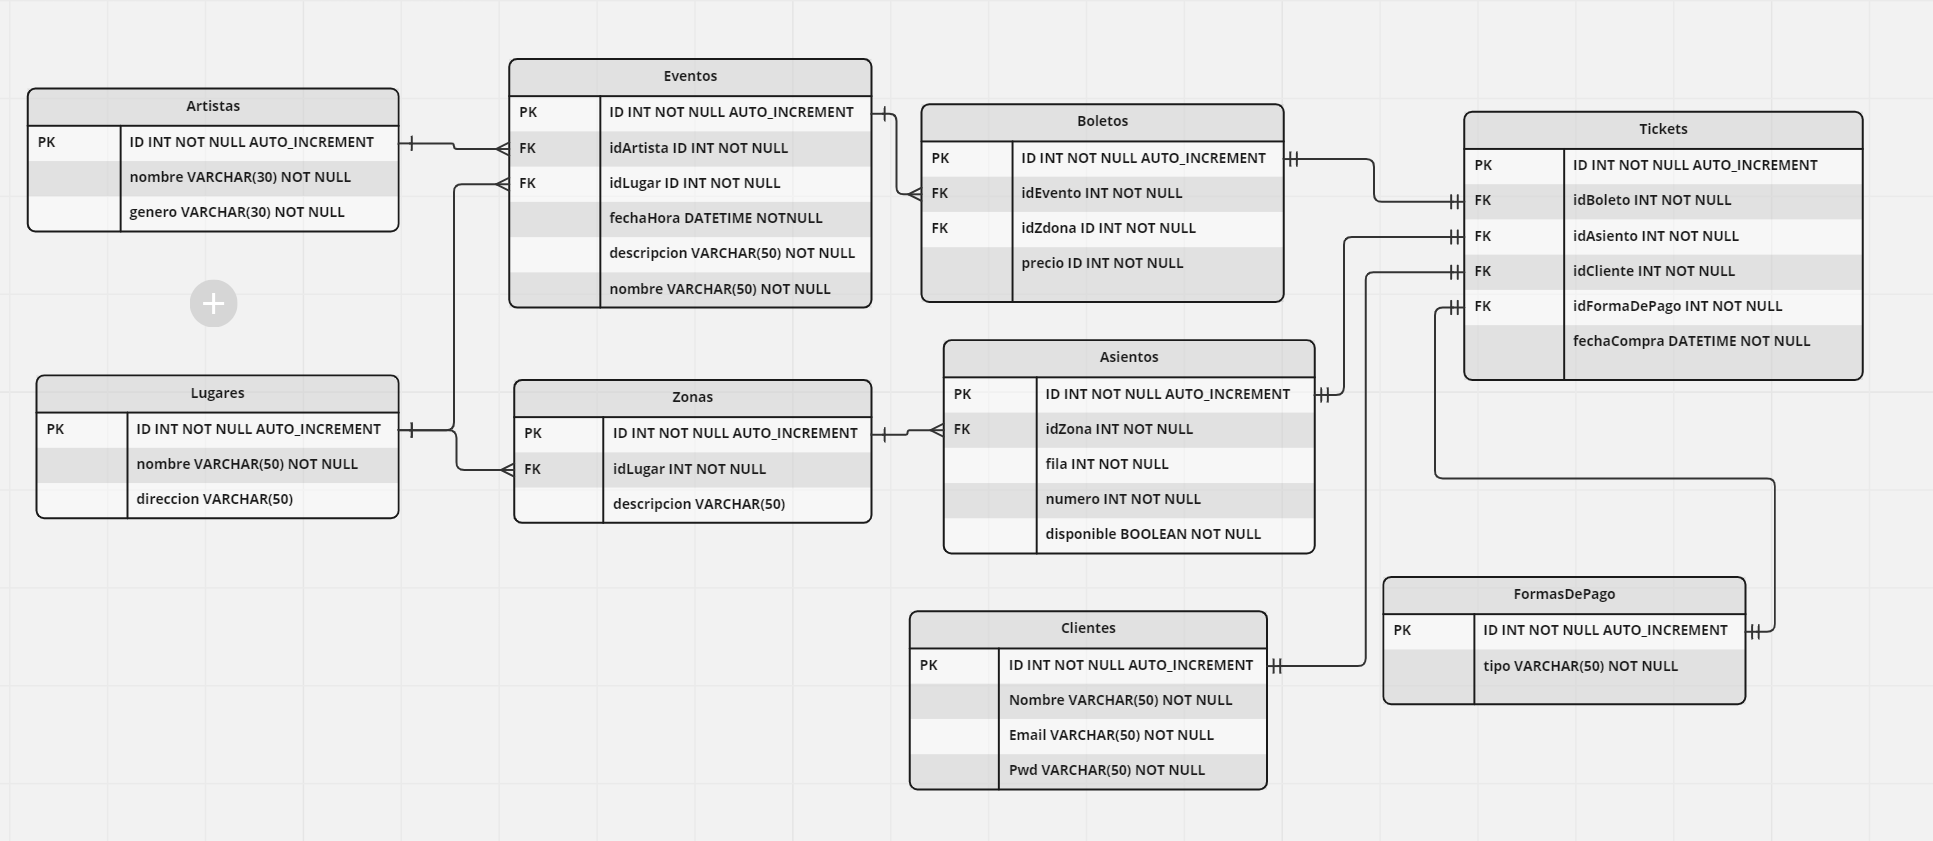 Artistas
PK ID INT NOT NULL AUTO_INCREMENT
nombre VARCHAR(30) NOT NULL
genero VARCHAR(30) NOT NULL
Lugares
PK ID INT NOT NULL AUTO_INCREMENT
nombre VARCHAR(50) NOT NULL
direccion VARCHAR(50)
Eventos
PK ID INT NOT NULL AUTO_INCREMENT
FK idArtista ID INT NOT NULL
FK idLugar ID INT NOT NULL
fechaHora DATETIME NOTNULL
descripcion VARCHAR(50) NOT NULL
nombre VARCHAR(50) NOT NULL
Zonas
PK ID INT NOT NULL AUTO_INCREMENT
FK idLugar INT NOT NULL
descripcion VARCHAR(50)
Boletos
PK ID INT NOT NULL AUTO_INCREMENT
FK idEvento INT NOT NULL
FK idZdona ID INT NOT NULL
precio ID INT NOT NULL
Asientos
PK ID INT NOT NULL AUTO_INCREMENT
FK idZona INT NOT NULL
fila INT NOT NULL
numero INT NOT NULL
disponible BOOLEAN NOT NULL
Clientes
PK ID INT NOT NULL AUTO_INCREMENT
Nombre VARCHAR(50) NOT NULL
Email VARCHAR(50) NOT NULL
Pwd VARCHAR(50) NOT NULL
Tickets
PK ID INT NOT NULL AUTO_INCREMENT
FK idBoleto INT NOT NULL
FK idAsiento INT NOT NULL
FK idCliente INT NOT NULL
FK idFormaDePago INT NOT NULL
fechaCompra DATETIME NOT NULL
FormasDePago
PK ID INT NOT NULL AUTO_INCREMENT
tipo VARCHAR(50) NOT NULL